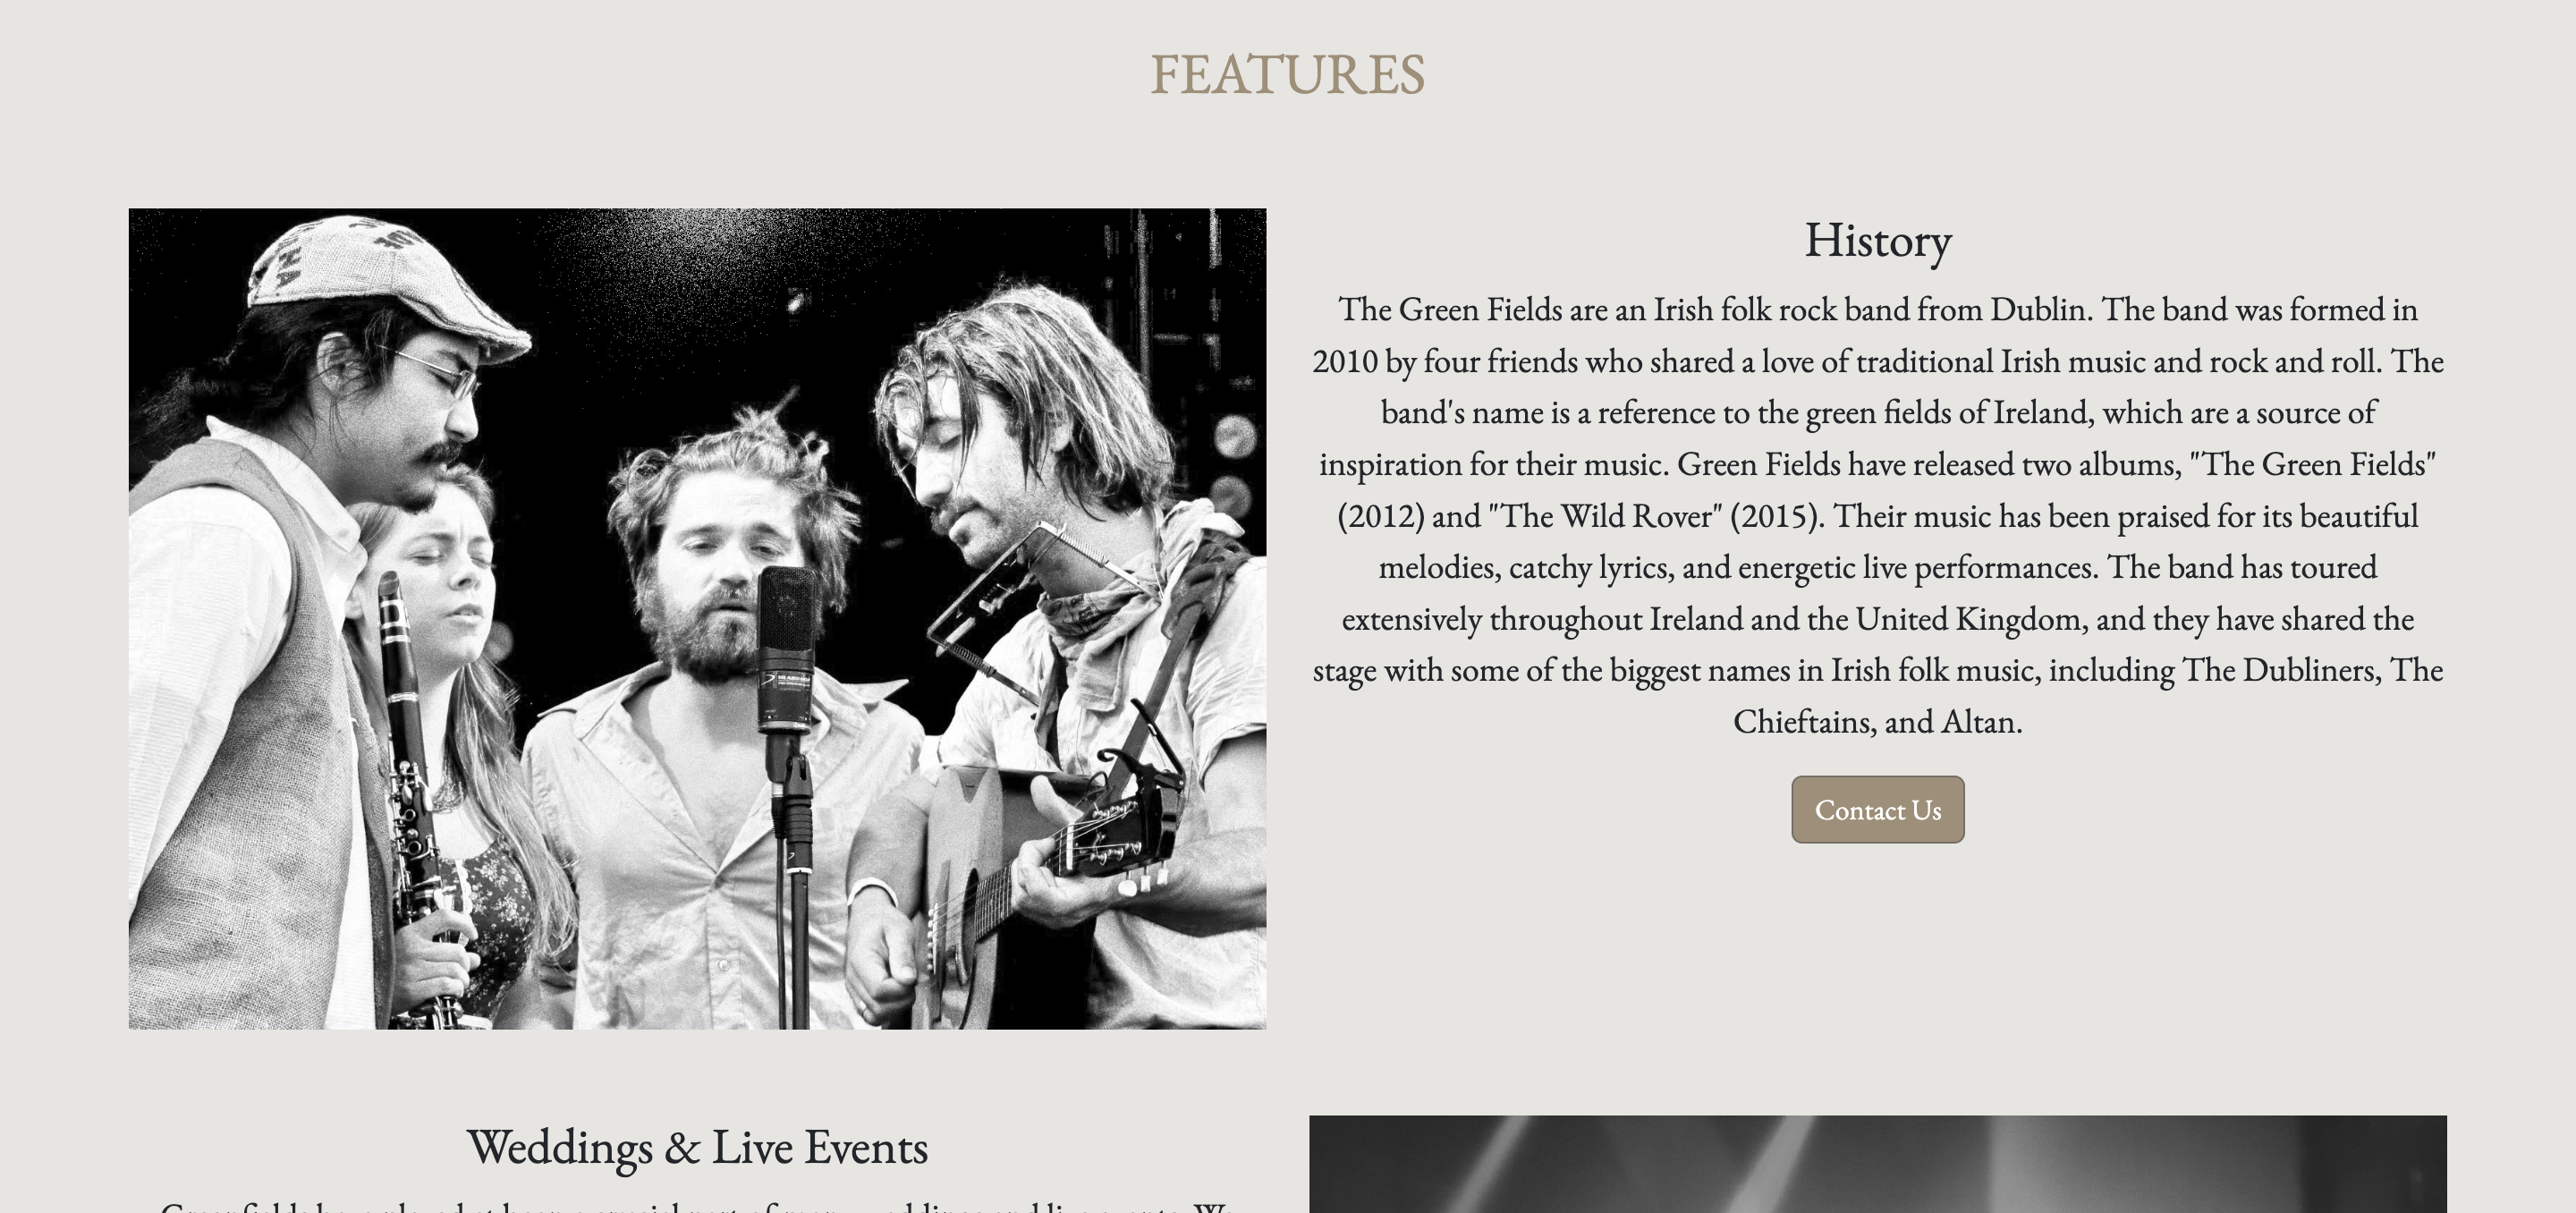 FEATURES
History
The Green Fields are an Irish folk rock band from Dublin. The band was formed in
2010 by four friends who shared a love of traditional Irish music and rock and roll. The
band's name is a reference to the green fields of Ireland, which are a source of
inspiration for their music. Green Fields have released two albums, "The Green Fields"
(2012) and "The Wild Rover" (2015). Their music has been praised for its beautiful
melodies, catchy lyrics, and energetic live performances. The band has toured
extensively throughout Ireland and the United Kingdom, and they have shared the
stage with some of the biggest names in Irish folk music, including The Dubliners, The
Chieftains, and Altan.
Contact Us
Weddings & Live Events